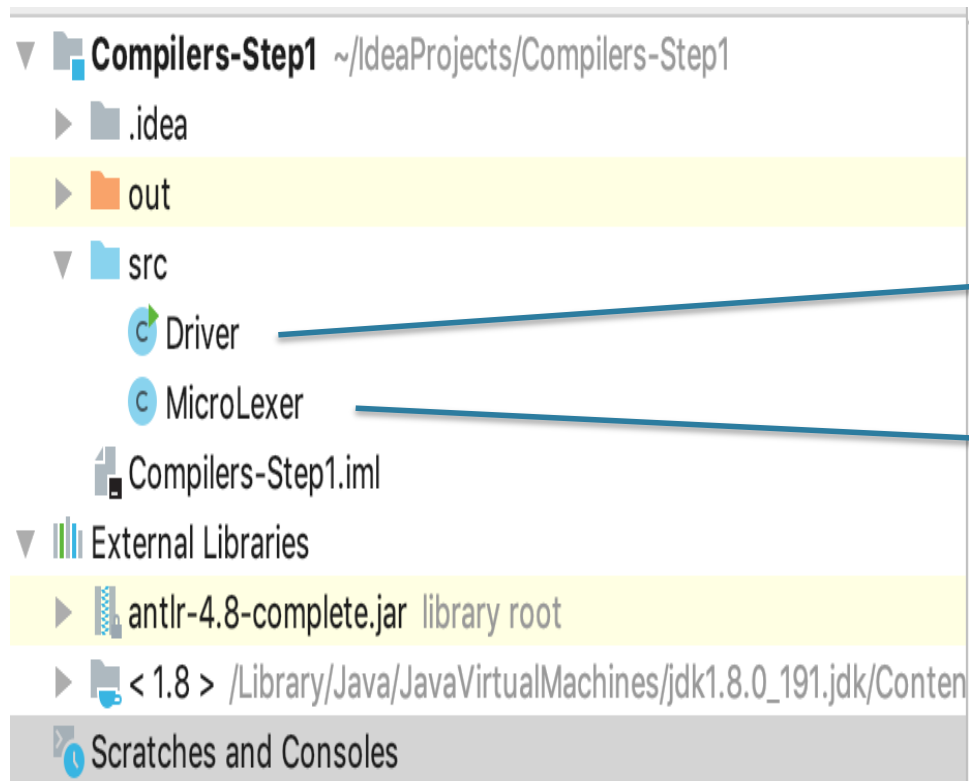 Compilers-Step1 ~/IdeaProjects/Compilers-Step1
.idea
out
src
C Driver
C MicroLexer
Compilers-Step1.iml
External Libraries
antlr-4.8-complete.jar library root
< 1.8 > /Library/Java/JavaVirtualMachines/jdk1.8.0_191.jdk/Conten
Scratches and Consoles